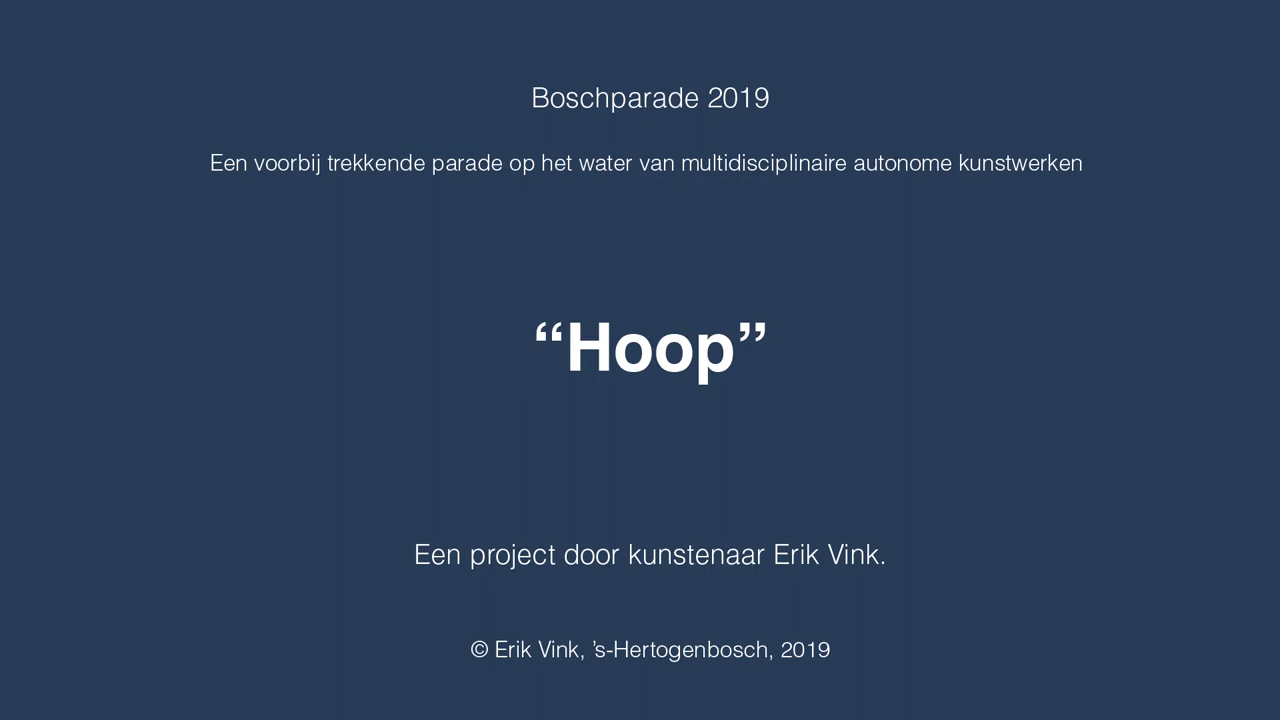 Boschparade 2019
Een voorbij trekkende parade op het water van multidisciplinaire autonome kunstwerken
“Hoop”
Een project door kunstenaar Erik Vink.
© Erik Vink, ’s-Hertogenbosch, 2019